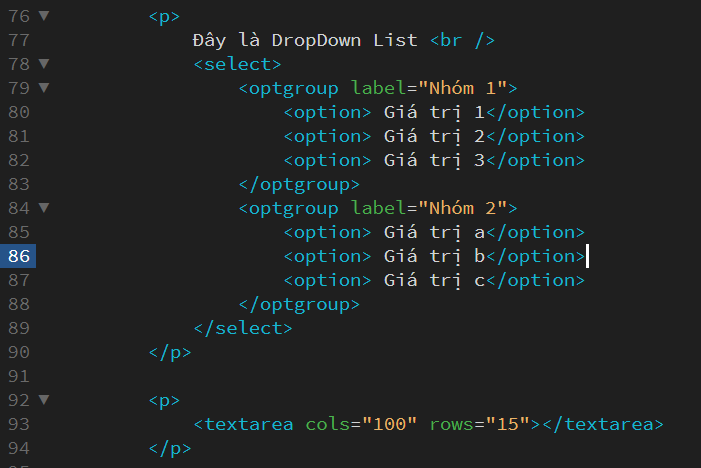 76 ▼ <p>
77 Đây là DropDown List <br />
78 ▼ <select>
79 ▼ <optgroup label="Nhóm 1">
80 <option> Giá trị 1</option>
81 <option> Giá trị 2</option>
82 <option> Giá trị 3</option>
83 </optgroup>
84 ▼ <optgroup label="Nhóm 2">
85 <option> Giá trị a</option>
86 <option> Giá trị b</option>
87 <option> Giá trị c</option>
88 </optgroup>
89 </select>
90 </p>
91
92 ▼ <p>
93 <textarea cols="100" rows="15"></textarea>
94 </p>